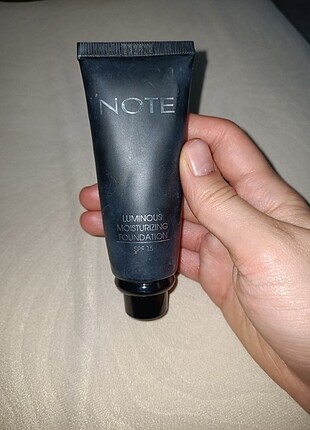 NOTE
LUMINOUS
MOISTURIZING
FOUNDATION
SPF 15